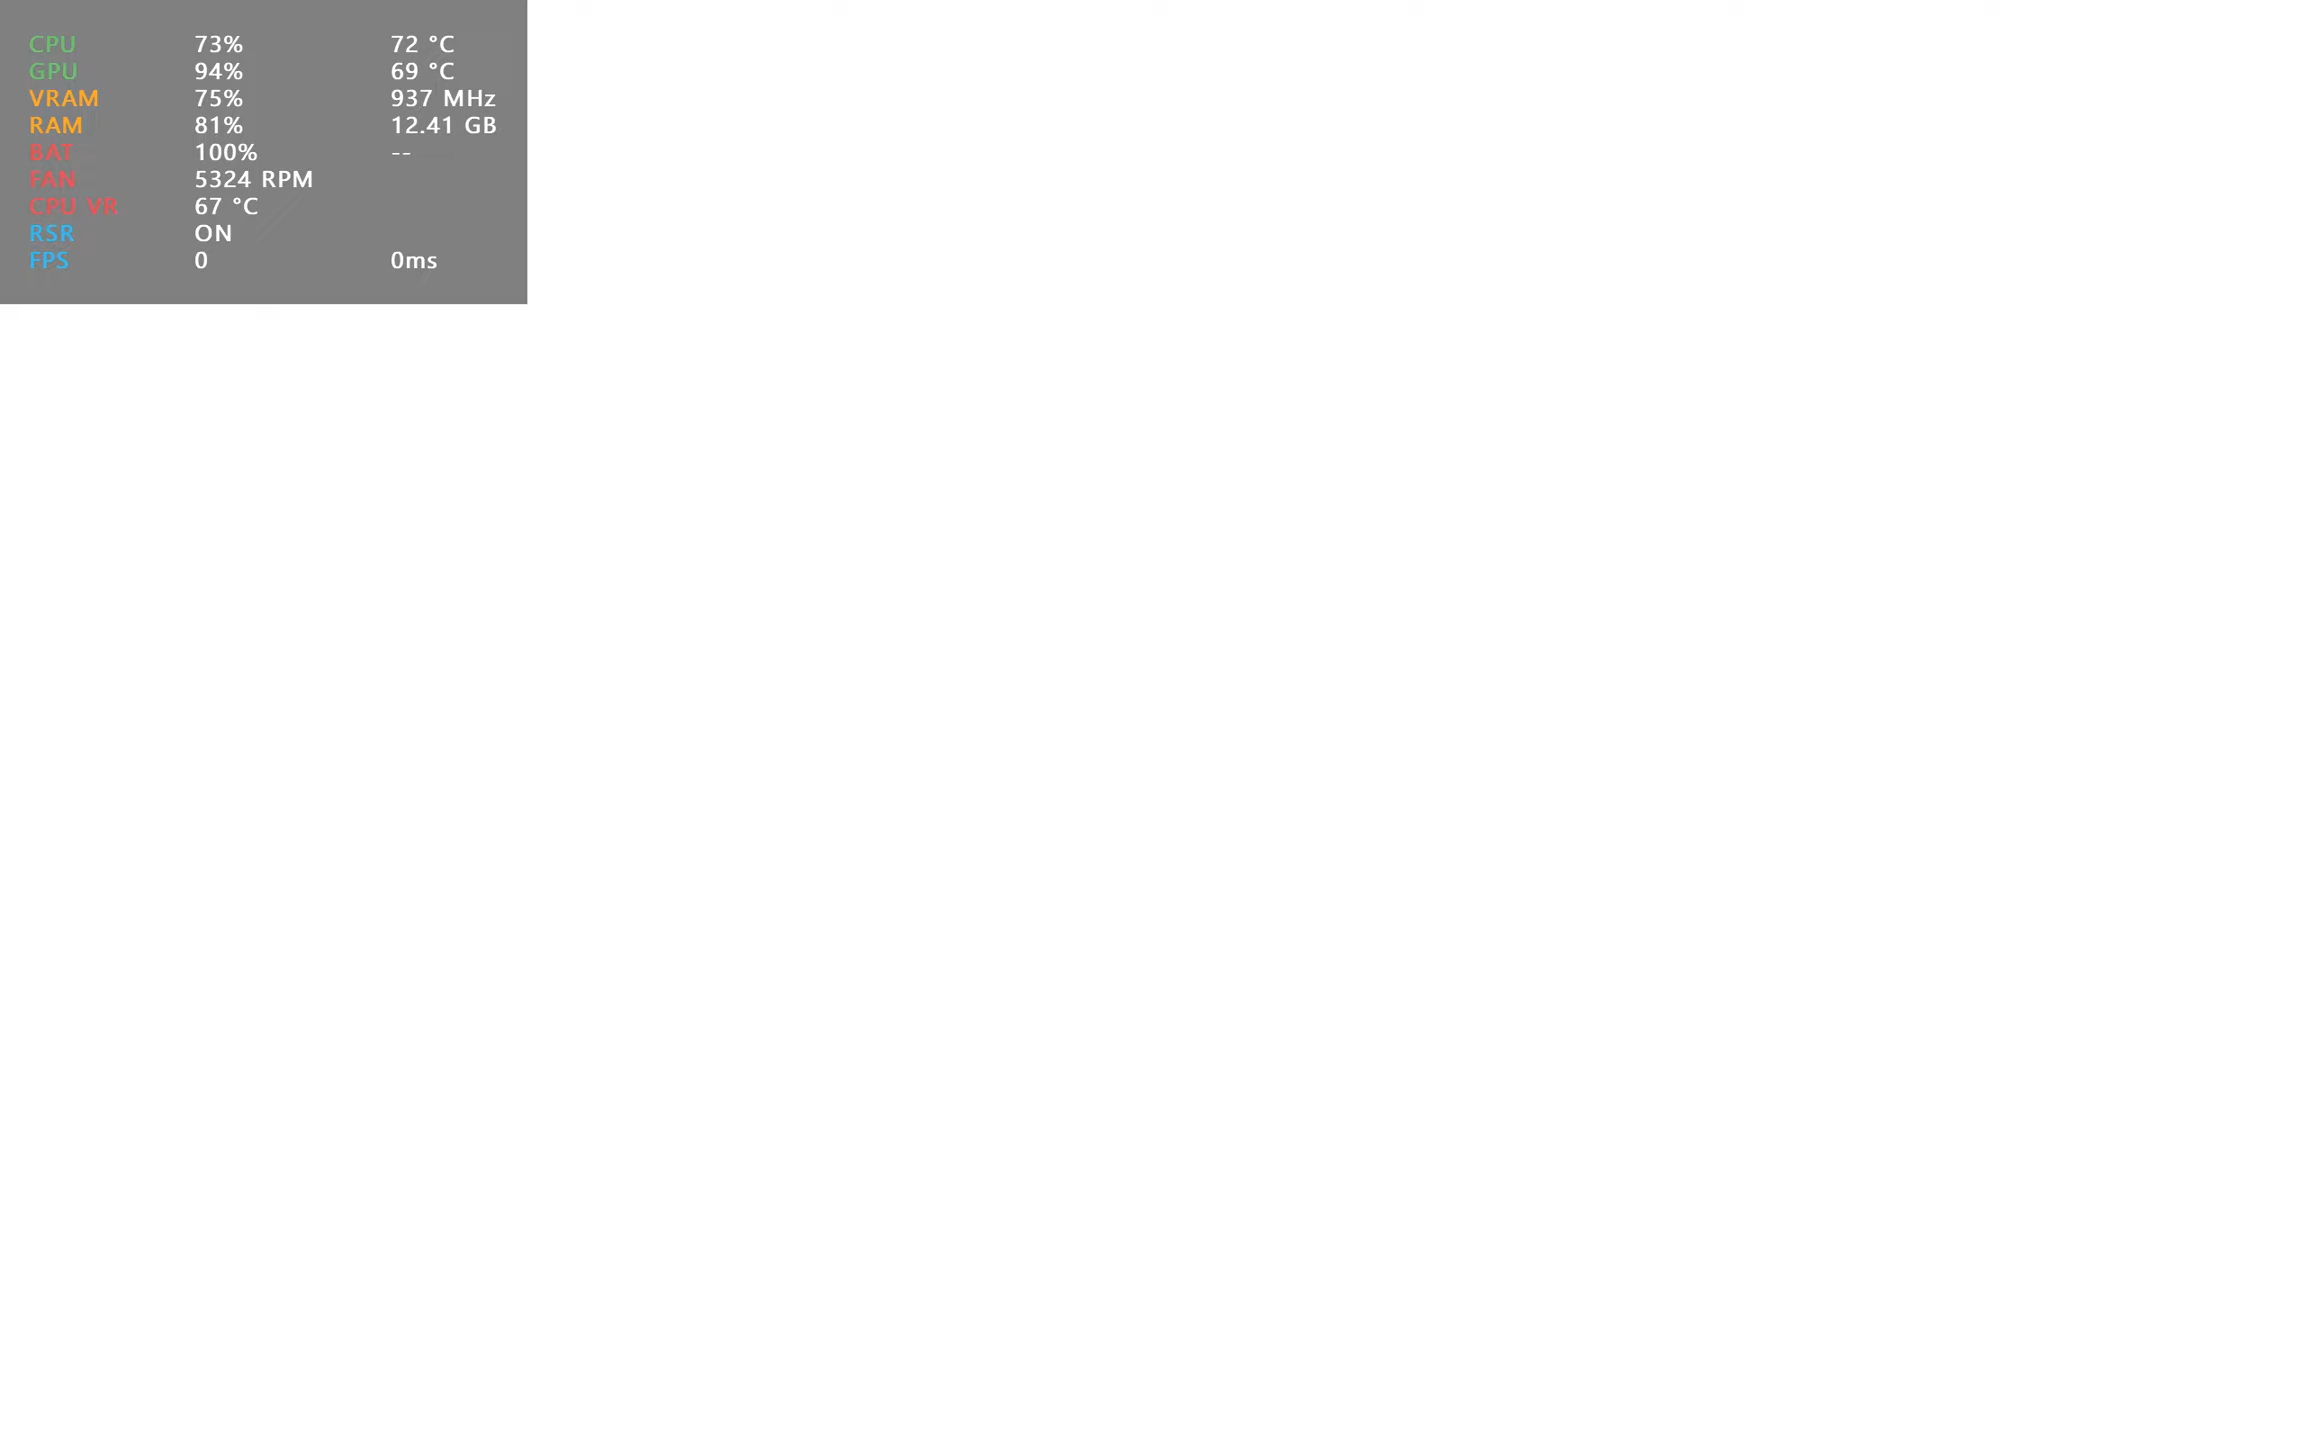 CPU 73% 72 °C
GPU 94% 69 °C
VRAM 75% 937 MHz
RAM 81% 12.41 GB
BAT 100% --
FAN 5324 RPM
CPU VR 67 °C
RSR ON
FPS 0 0ms